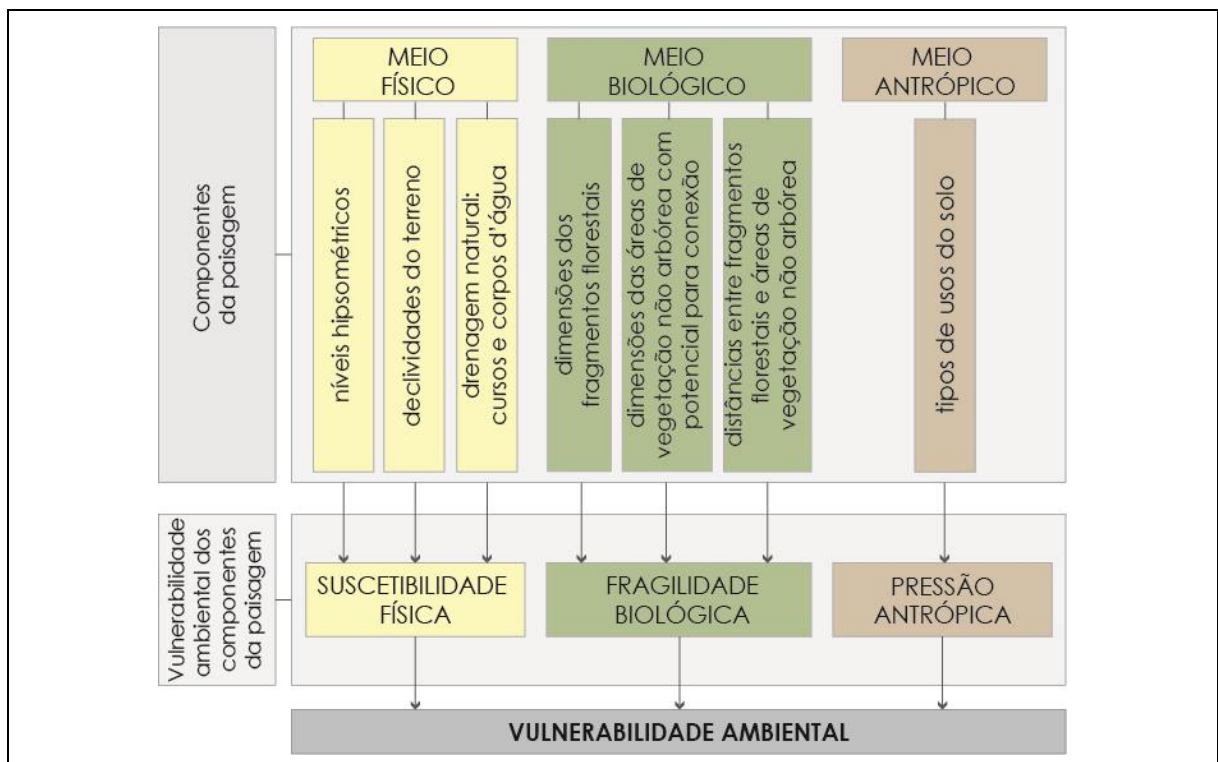 Componentes
da paisagem
MEIO
FÍSICO
níveis hipsométricos
declividades do terreno
drenagem natural:
cursos e corpos d'água
MEIO
BIOLÓGICO
dimensões dos
fragmentos florestais
dimensões das áreas de
vegetação não arbórea com
potencial para conexão
distâncias entre fragmentos
florestais e áreas de
vegetação não arbórea
MEIO
ANTRÓPICO
tipos de usos do solo
Vulnerabilidade
ambiental dos
componentes
da paisagem
SUSCETIBILIDADE
FÍSICA
FRAGILIDADE
BIOLÓGICA
PRESSÃO
ANTRÓPICA
VULNERABILIDADE AMBIENTAL